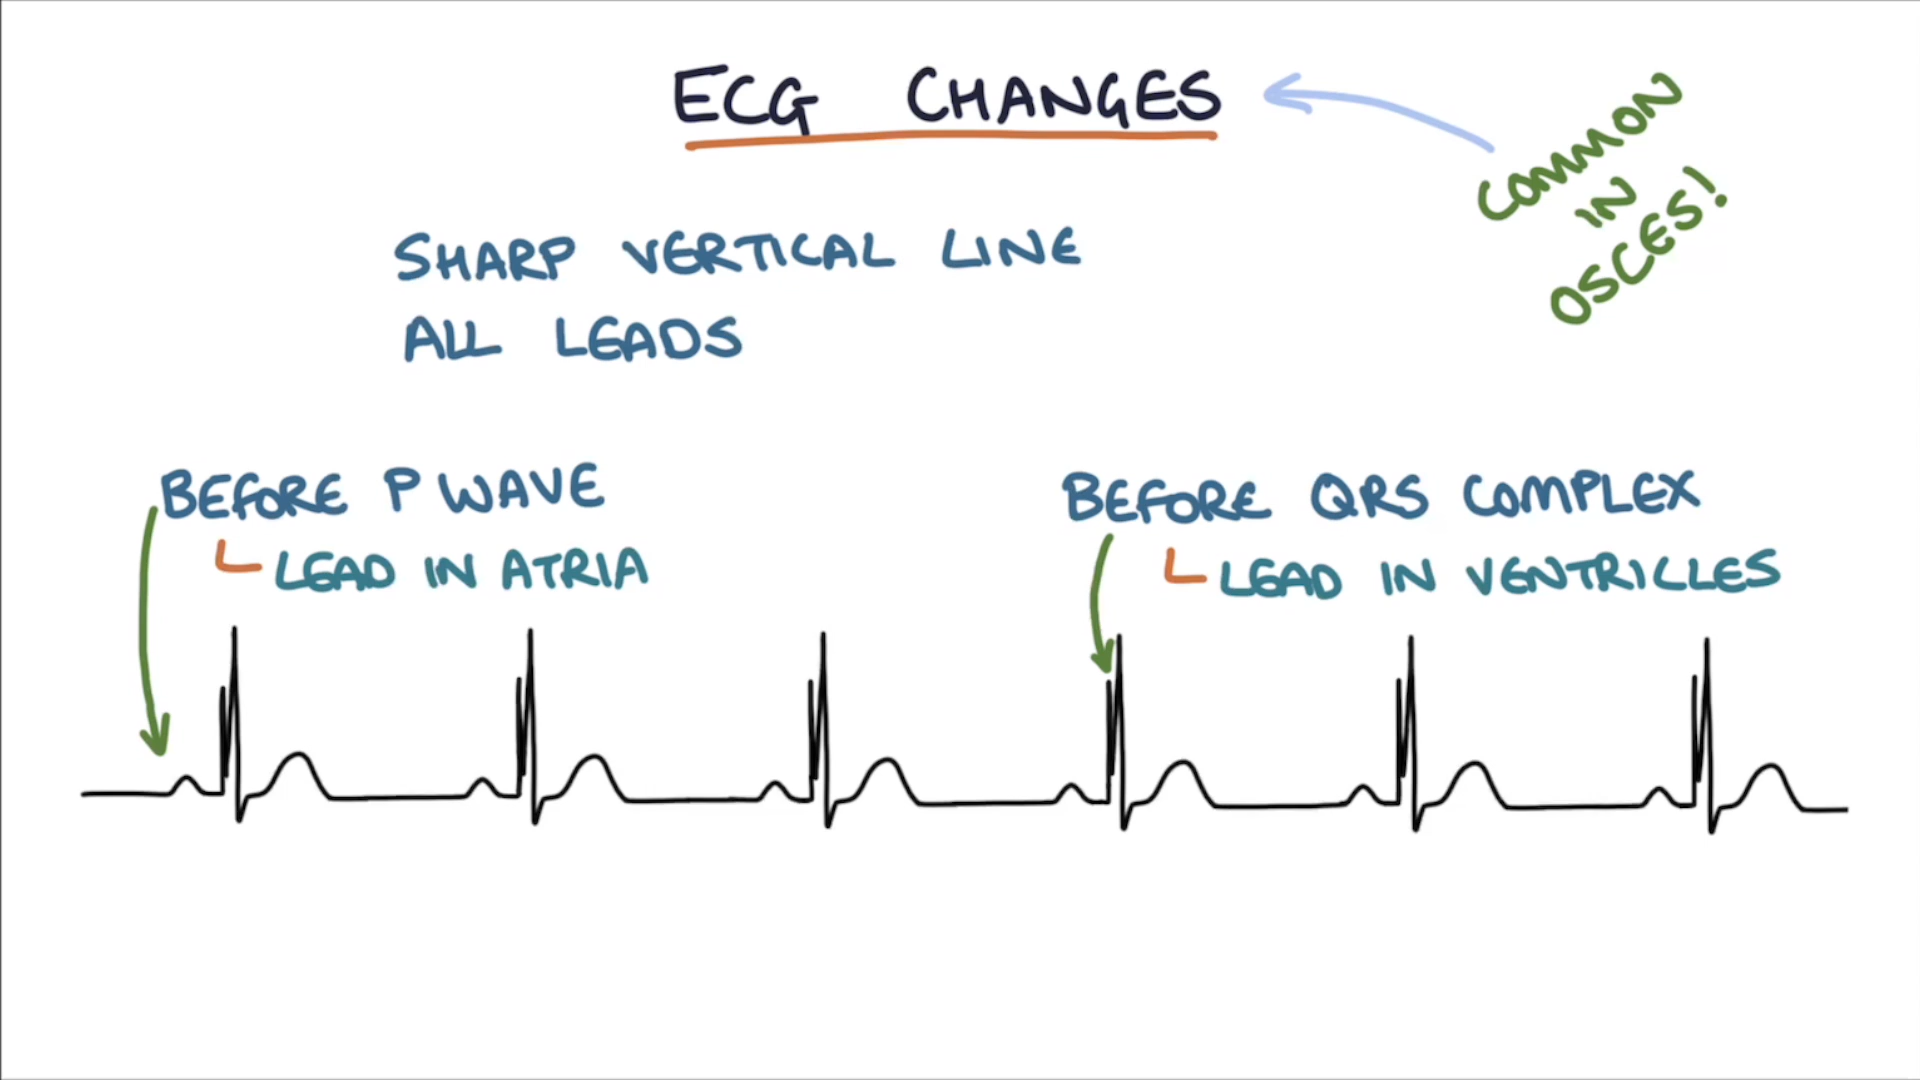 ECG CHANGES
COMMON
IN
OSCES!
SHARP VERTICAL LINE
ALL LEADS
BEFORE P WAVE
LEAD IN ATRIA
BEFORE QRS COMPLEX
LEAD IN VENTRICLES